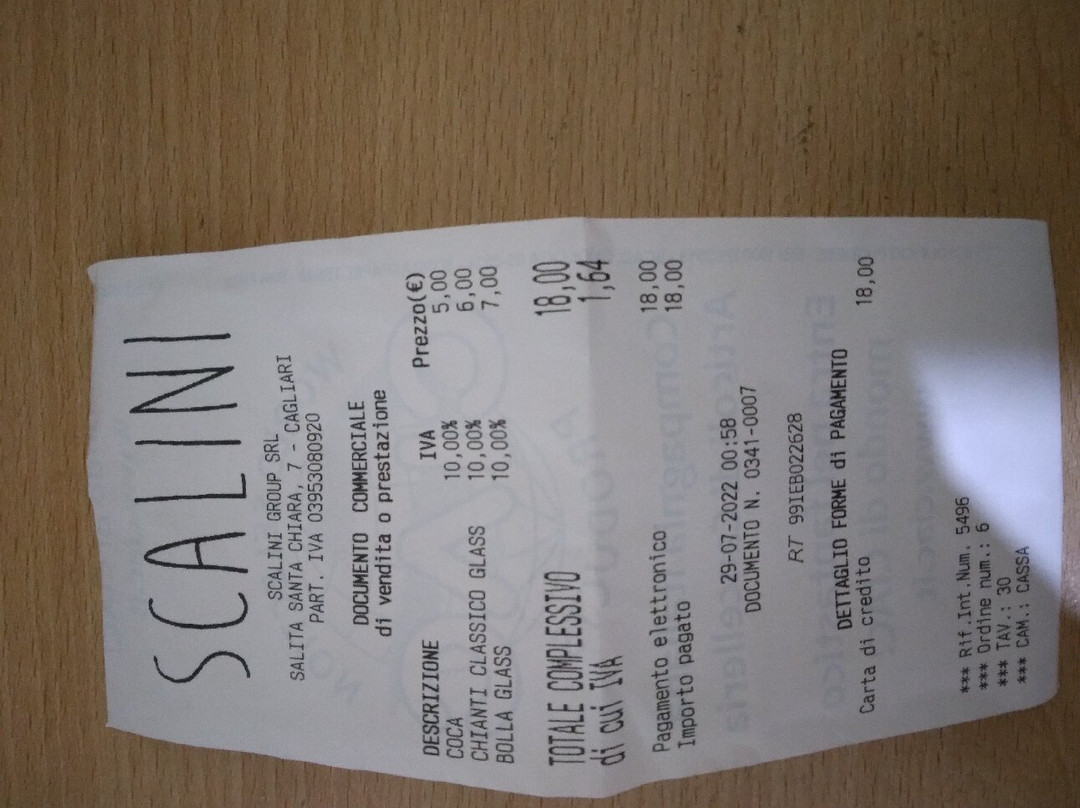 SCALINI
SCALINI GROUP SRL
SALITA SANTA CHIARA, 7 - CAGLIARI
PART. IVA 03953080920
DOCUMENTO COMMERCIALE
di vendita o prestazione
DESCRIZIONE IVA Prezzo(€)
COCA 10,00% 5,00
CHIANTI CLASSICO GLASS 10,00% 6,00
BOLLA GLASS 10,00% 7,00
TOTALE COMPLESSIVO 18,00
di cui IVA 1,64
Pagamento elettronico 18,00
Importo pagato 18,00
29-07-2022 00:58
DOCUMENTO N. 0341-0007
RT 99IEB022628
DETTAGLIO FORME di PAGAMENTO
Carta di credito 18,00
*** Rif.Int.Num. 5496
*** Ordine num.: 6
*** TAV.: 30
*** CAM.: CASSA